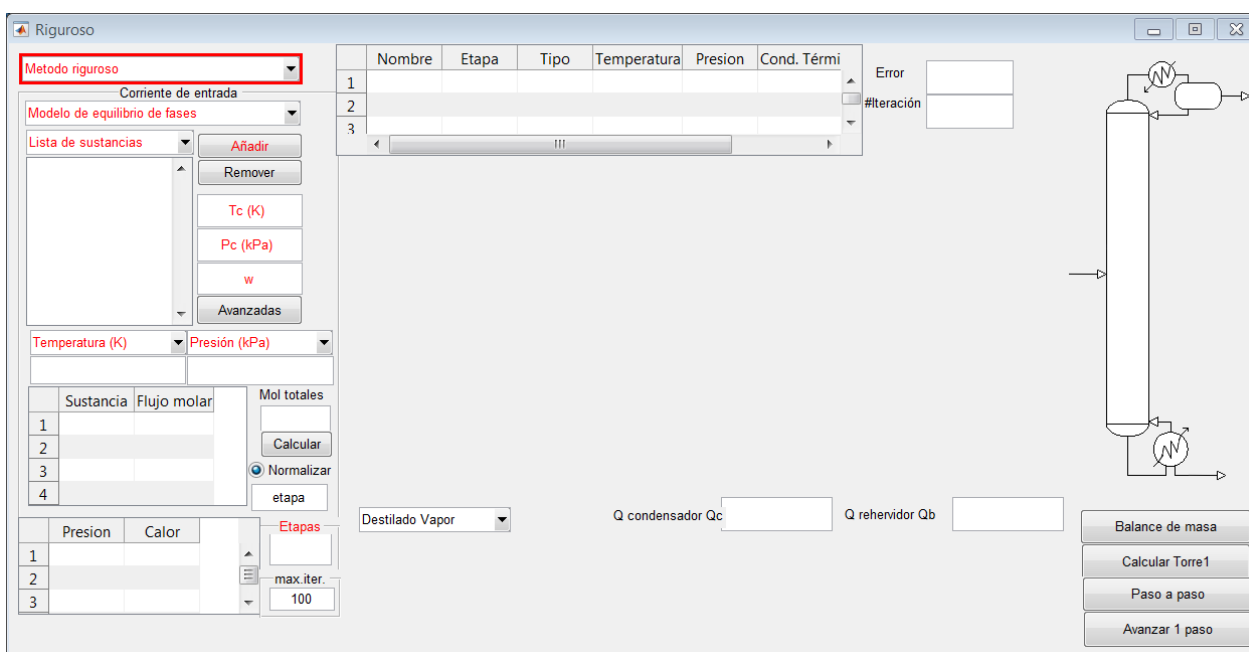 Riguroso
Metodo riguroso
Corriente de entrada
Modelo de equilibrio de fases
Lista de sustancias
Añadir
Remover
Tc (K)
Pc (kPa)
w
Avanzadas
Temperatura (K)
Presión (kPa)
Sustancia Flujo molar
1
2
3
4
Mol totales
Calcular
Normalizar
etapa
Presion Calor
1
2
3
Etapas
max.iter.
100
Nombre Etapa Tipo Temperatura Presion Cond. Térmi
1
2
3
Error
#Iteración
Destilado Vapor
Q condensador Qc
Q rehervidor Qb
Balance de masa
Calcular Torre1
Paso a paso
Avanzar 1 paso